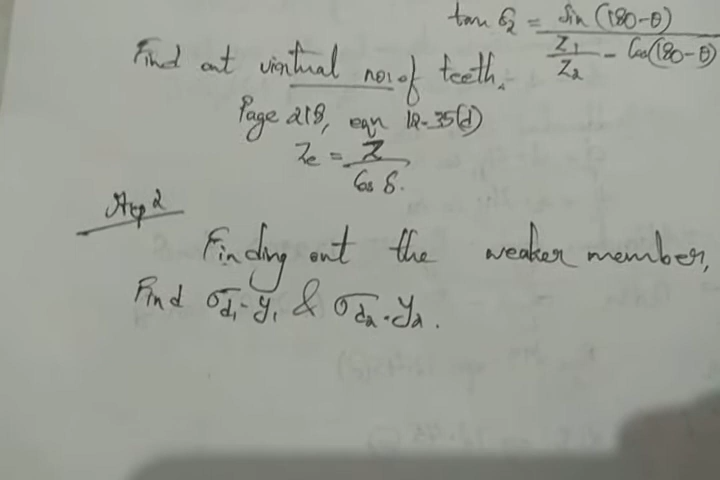 tan δ2 = Sin (180-θ) / Z1/Z2 - Cos(180-θ)
Find out virtual no: of teeth.
Page 218, eqn 12-35(d)
Ze = Z / Cos δ.
Step 2
Finding out the weaker member,
Find σd1·y1 & σd2·y2.